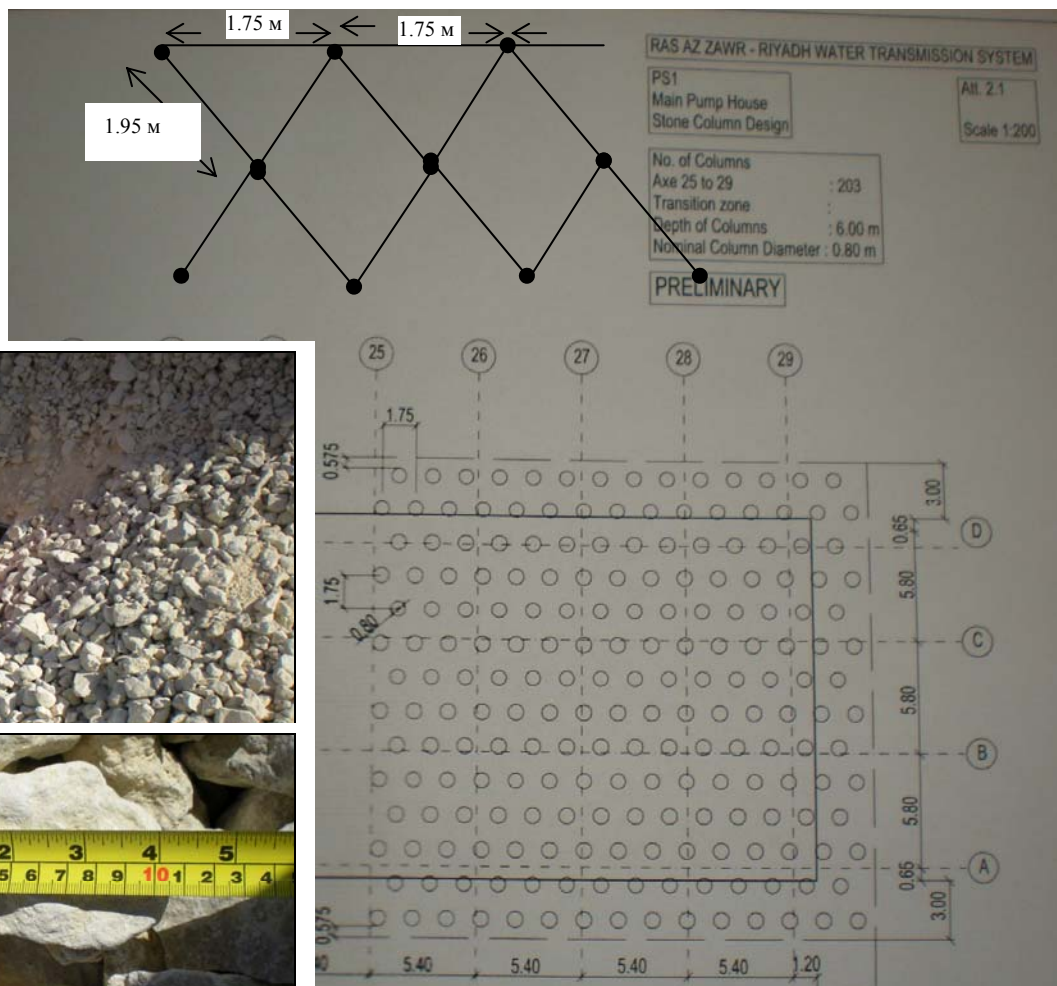 1.75 м
1.75 м
1.95 м
RAS AZ ZAWR - RIYADH WATER TRANSMISSION SYSTEM
PS1
Main Pump House
Stone Column Design
Att. 2.1
Scale 1:200
No. of Columns
Axe 25 to 29 : 203
Transition zone :
Depth of Columns : 6.00 m
Nominal Column Diameter : 0.80 m
PRELIMINARY
25 26 27 28 29
1.75
0.575
3.00
0.65
D
5.80
1.75
0.80
C
5.80
B
5.80
A
0.65
3.00
0.575
5.40 5.40 5.40 5.40 1.20
2 3 4 5
5 6 7 8 9 10 1 2 3 4